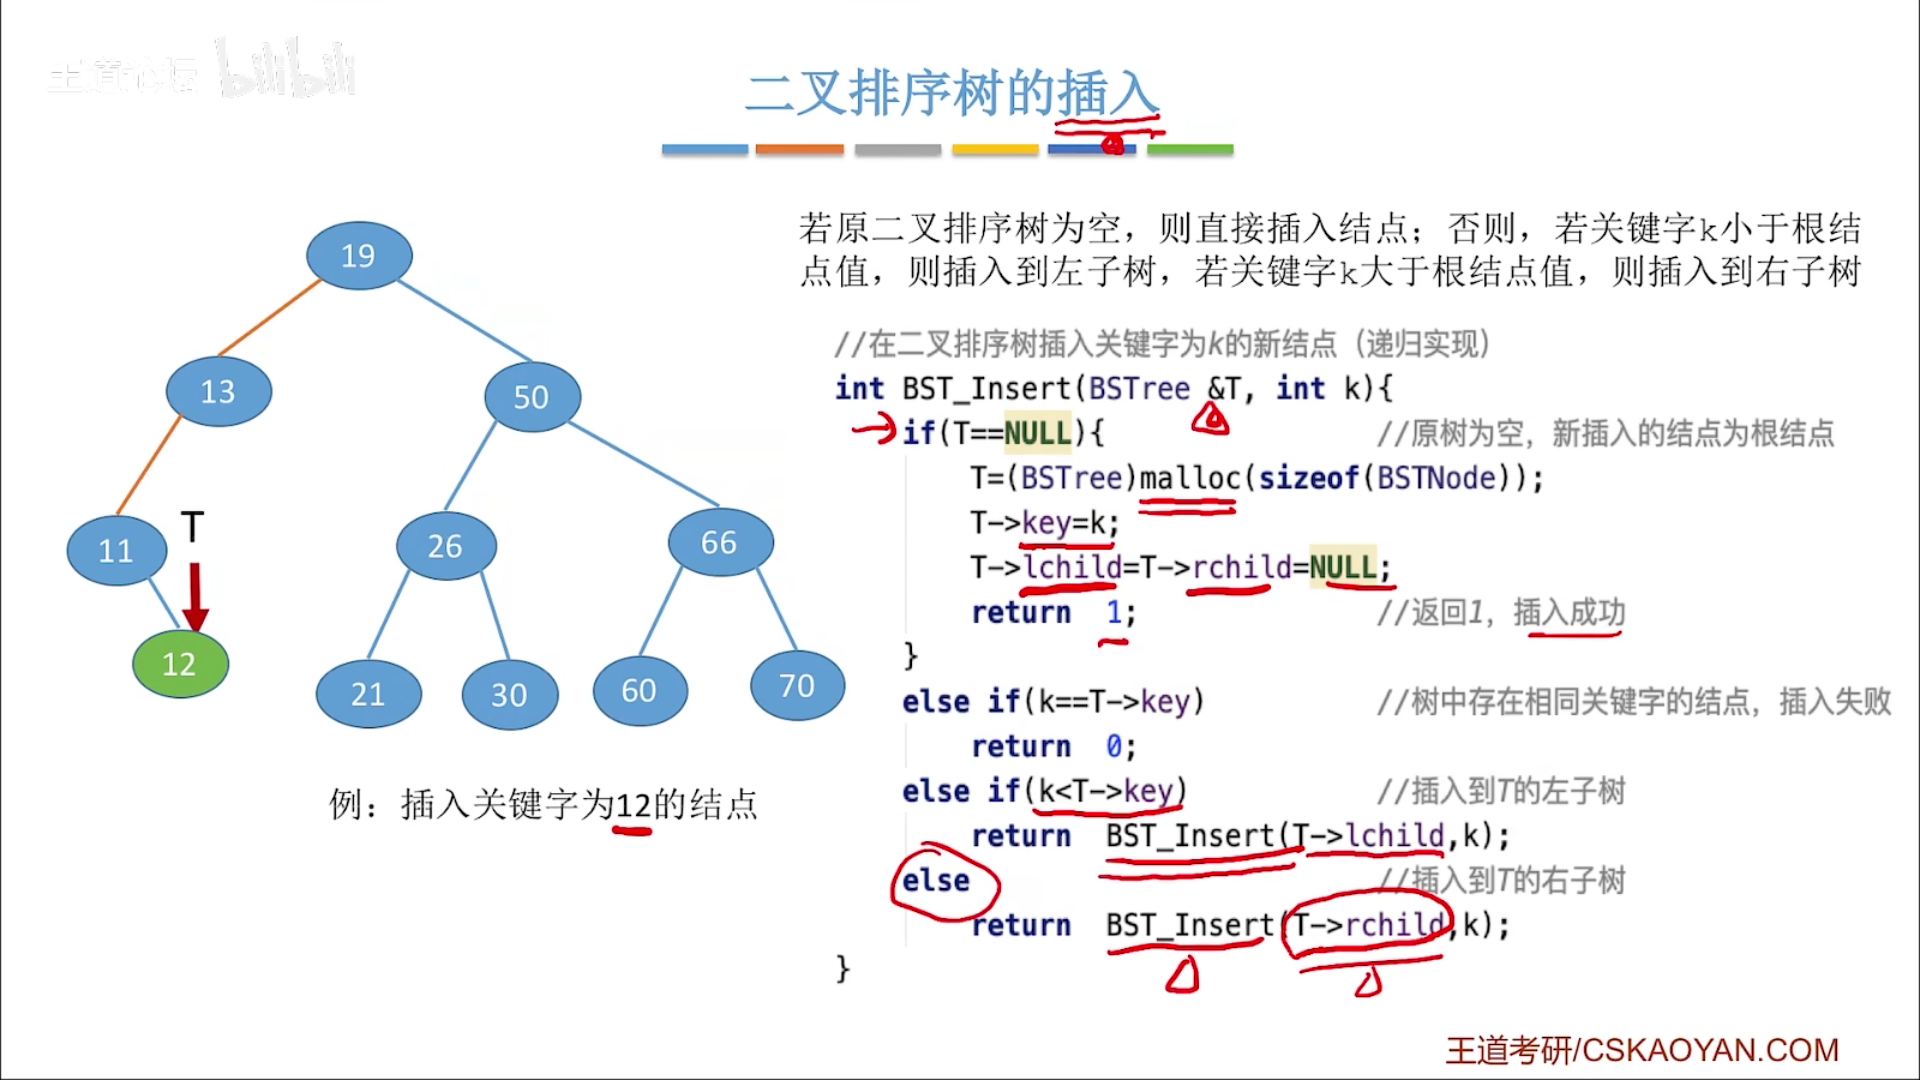 王道论坛 bilibili
二叉排序树的插入
若原二叉排序树为空，则直接插入结点；否则，若关键字k小于根结
点值，则插入到左子树，若关键字k大于根结点值，则插入到右子树
19
13
50
11
T
26
66
12
21
30
60
70
例：插入关键字为12的结点
//在二叉排序树插入关键字为k的新结点（递归实现）
int BST_Insert(BSTree &T, int k){
if(T==NULL){ //原树为空，新插入的结点为根结点
T=(BSTree)malloc(sizeof(BSTNode));
T->key=k;
T->lchild=T->rchild=NULL;
return 1; //返回1，插入成功
}
else if(k==T->key) //树中存在相同关键字的结点，插入失败
return 0;
else if(k<T->key) //插入到T的左子树
return BST_Insert(T->lchild,k);
else //插入到T的右子树
return BST_Insert(T->rchild,k);
}
王道考研/CSKAOYAN.COM